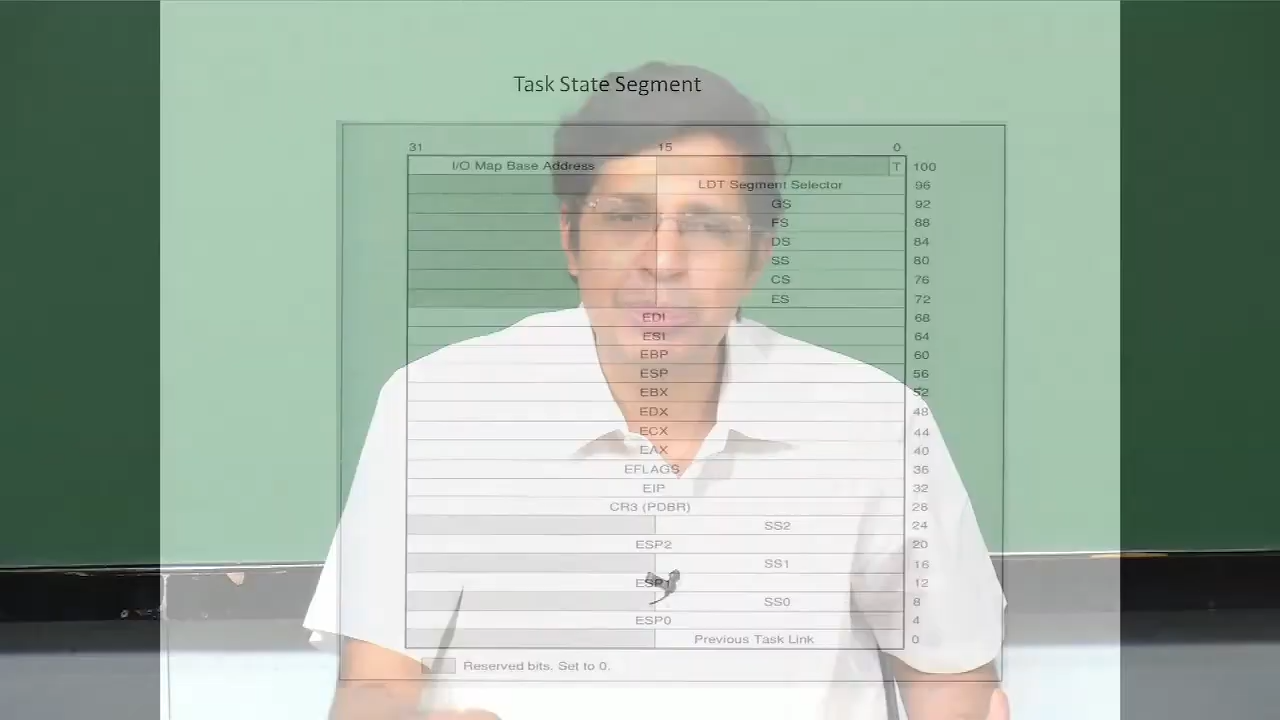 Task State Segment
31 15 0
I/O Map Base Address T 100
LDT Segment Selector 96
GS 92
FS 88
DS 84
SS 80
CS 76
ES 72
EDI 68
ESI 64
EBP 60
ESP 56
EBX 52
EDX 48
ECX 44
EAX 40
EFLAGS 36
EIP 32
CR3 (PDBR) 28
SS2 24
ESP2 20
SS1 16
ESP1 12
SS0 8
ESP0 4
Previous Task Link 0
Reserved bits. Set to 0.